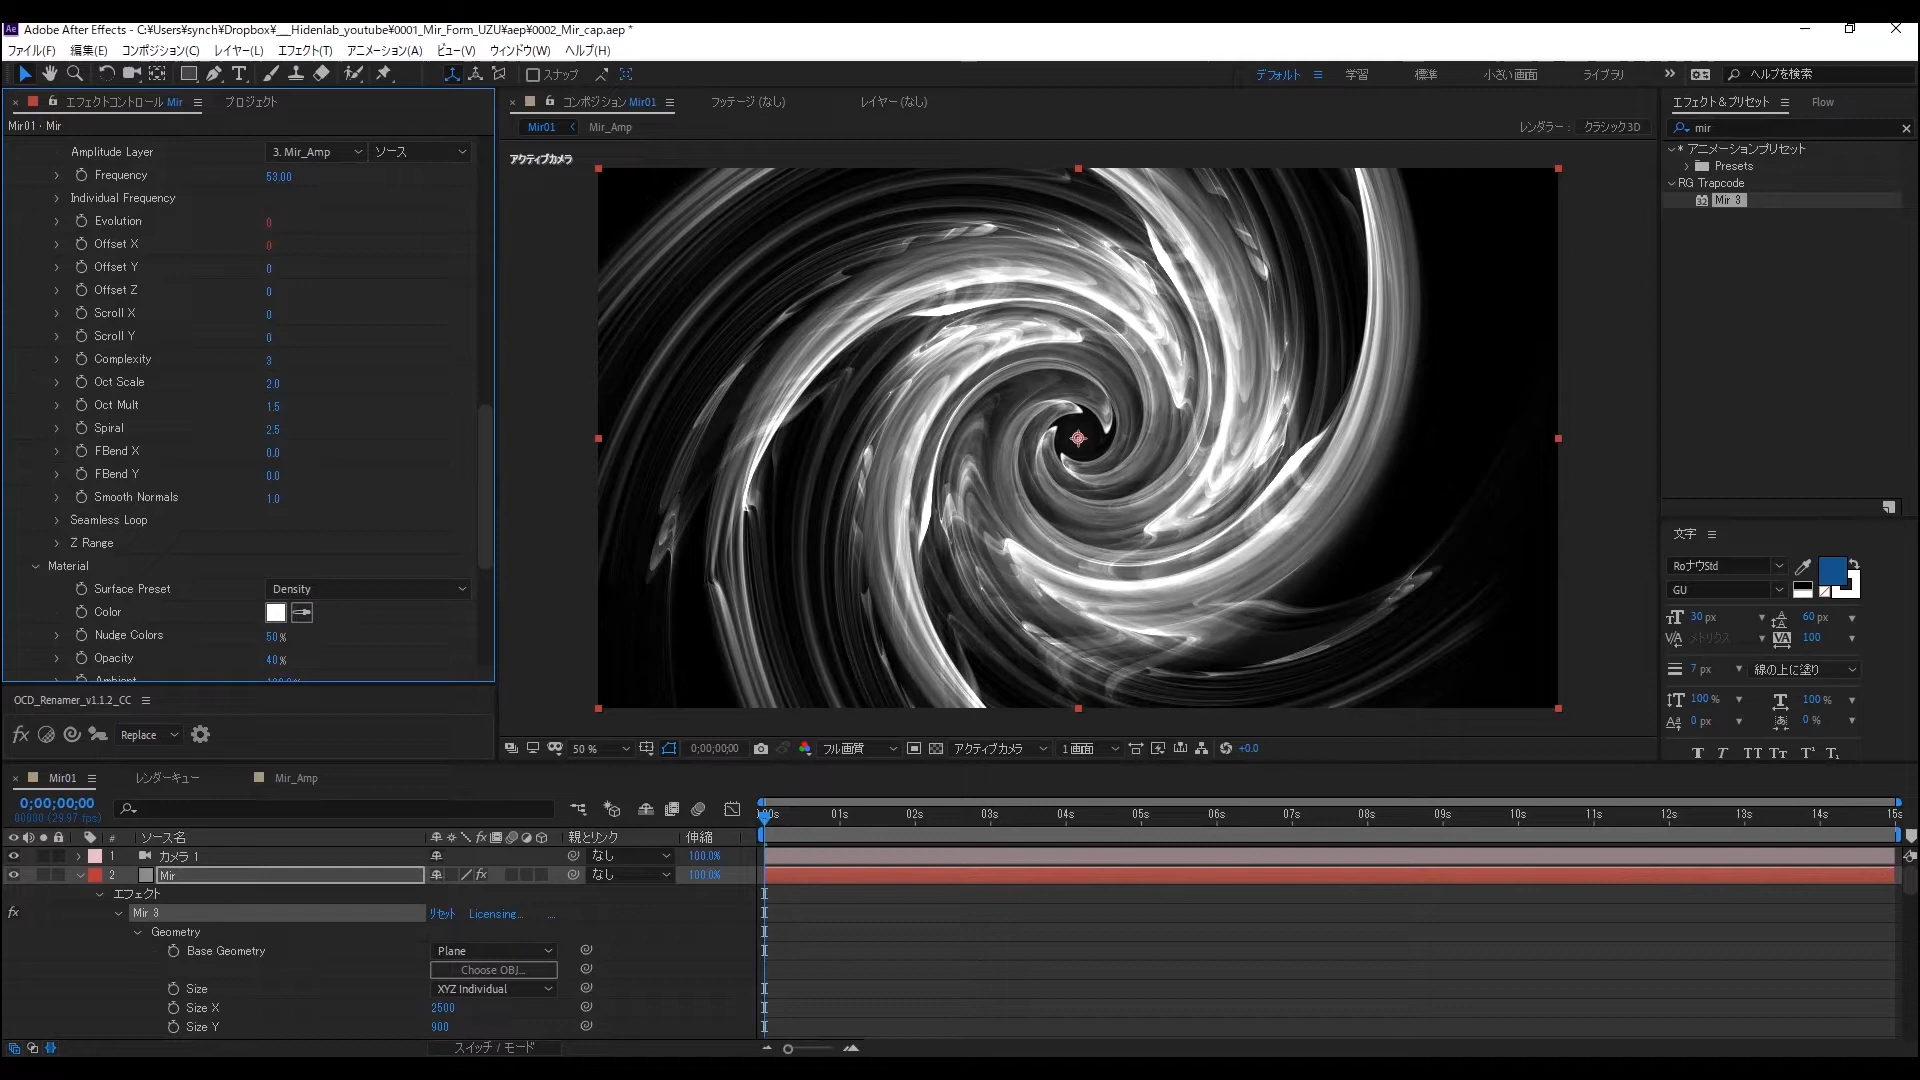 Adobe After Effects - C:¥Users¥synch¥Dropbox¥__Hidenlab_youtube¥0001_Mir_Form_UZU¥aep¥0002_Mir_cap.aep *
ファイル(F) 編集(E) コンポジション(C) レイヤー(L) エフェクト(T) アニメーション(A) ビュー(V) ウィンドウ(W) ヘルプ(H)
スナップ デフォルト 学習 標準 小さい画面 ライブラリ ヘルプを検索
エフェクトコントロール Mir プロジェクト
Mir01・Mir
Amplitude Layer 3. Mir_Amp ソース
Frequency 53.00
Individual Frequency
Evolution 0
Offset X 0
Offset Y 0
Offset Z 0
Scroll X 0
Scroll Y 0
Complexity 3
Oct Scale 2.0
Oct Mult 1.5
Spiral 2.5
FBend X 0.0
FBend Y 0.0
Smooth Normals 1.0
Seamless Loop
Z Range
Material
Surface Preset Density
Color
Nudge Colors 50%
Opacity 40%
OCD_Renamer_v1.1.2_CC
Replace
コンポジション Mir01 フッテージ (なし) レイヤー (なし)
Mir01 Mir_Amp レンダラー : クラシック3D
アクティブカメラ
50 % 0;00;00;00 フル画質 アクティブカメラ 1画面 +0.0
エフェクト&プリセット Flow
mir
* アニメーションプリセット
Presets
RG Trapcode
32 Mir 3
文字
RoナウStd
GU
30 px 60 px
メトリクス 100
7 px 線の上に塗り
100 % 100 %
0 px 0 %
Mir01 レンダーキュー Mir_Amp
0;00;00;00
00000 (29.97 fps)
# ソース名 親とリンク 伸縮
1 カメラ 1 なし 100.0%
2 Mir なし 100.0%
エフェクト
Mir 3 リセット Licensing... ...
Geometry
Base Geometry Plane
Choose OBJ...
Size XYZ Individual
Size X 2500
Size Y 900
スイッチ / モード
01s 02s 03s 04s 05s 06s 07s 08s 09s 10s 11s 12s 13s 14s 15s